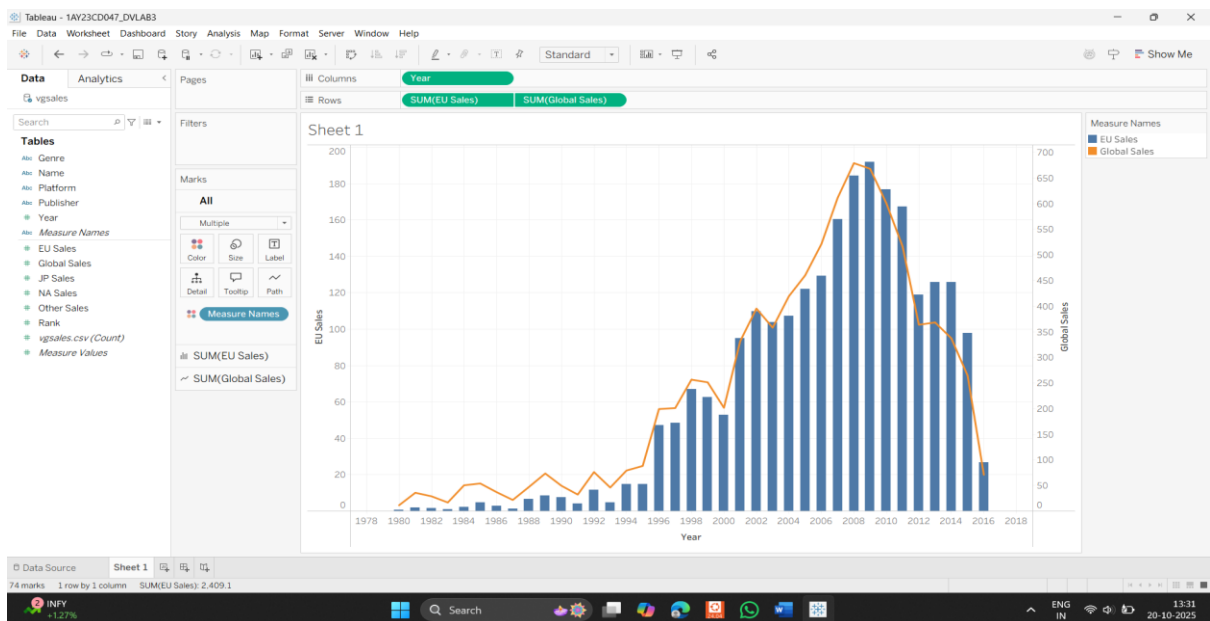 Tableau - 1AY23CD047_DVLAB3
File Data Worksheet Dashboard Story Analysis Map Format Server Window Help
Standard
Show Me
Data Analytics
vgsales
Search
Tables
Abc Genre
Abc Name
Abc Platform
Abc Publisher
Year
Abc Measure Names
EU Sales
Global Sales
JP Sales
NA Sales
Other Sales
Rank
vgsales.csv (Count)
Measure Values
Pages
Filters
Marks
All
Multiple
Color Size Label
Detail Tooltip Path
Measure Names
SUM(EU Sales)
SUM(Global Sales)
Columns Year
Rows SUM(EU Sales) SUM(Global Sales)
Sheet 1
200
180
160
140
120
100
80
60
40
20
0
EU Sales
700
650
600
550
500
450
400
350
300
250
200
150
100
50
0
Global Sales
1978 1980 1982 1984 1986 1988 1990 1992 1994 1996 1998 2000 2002 2004 2006 2008 2010 2012 2014 2016 2018
Year
Measure Names
EU Sales
Global Sales
Data Source Sheet 1
74 marks 1 row by 1 column SUM(EU Sales): 2,409.1
2
INFY
+1.27%
Search
ENG
IN
13:31
20-10-2025